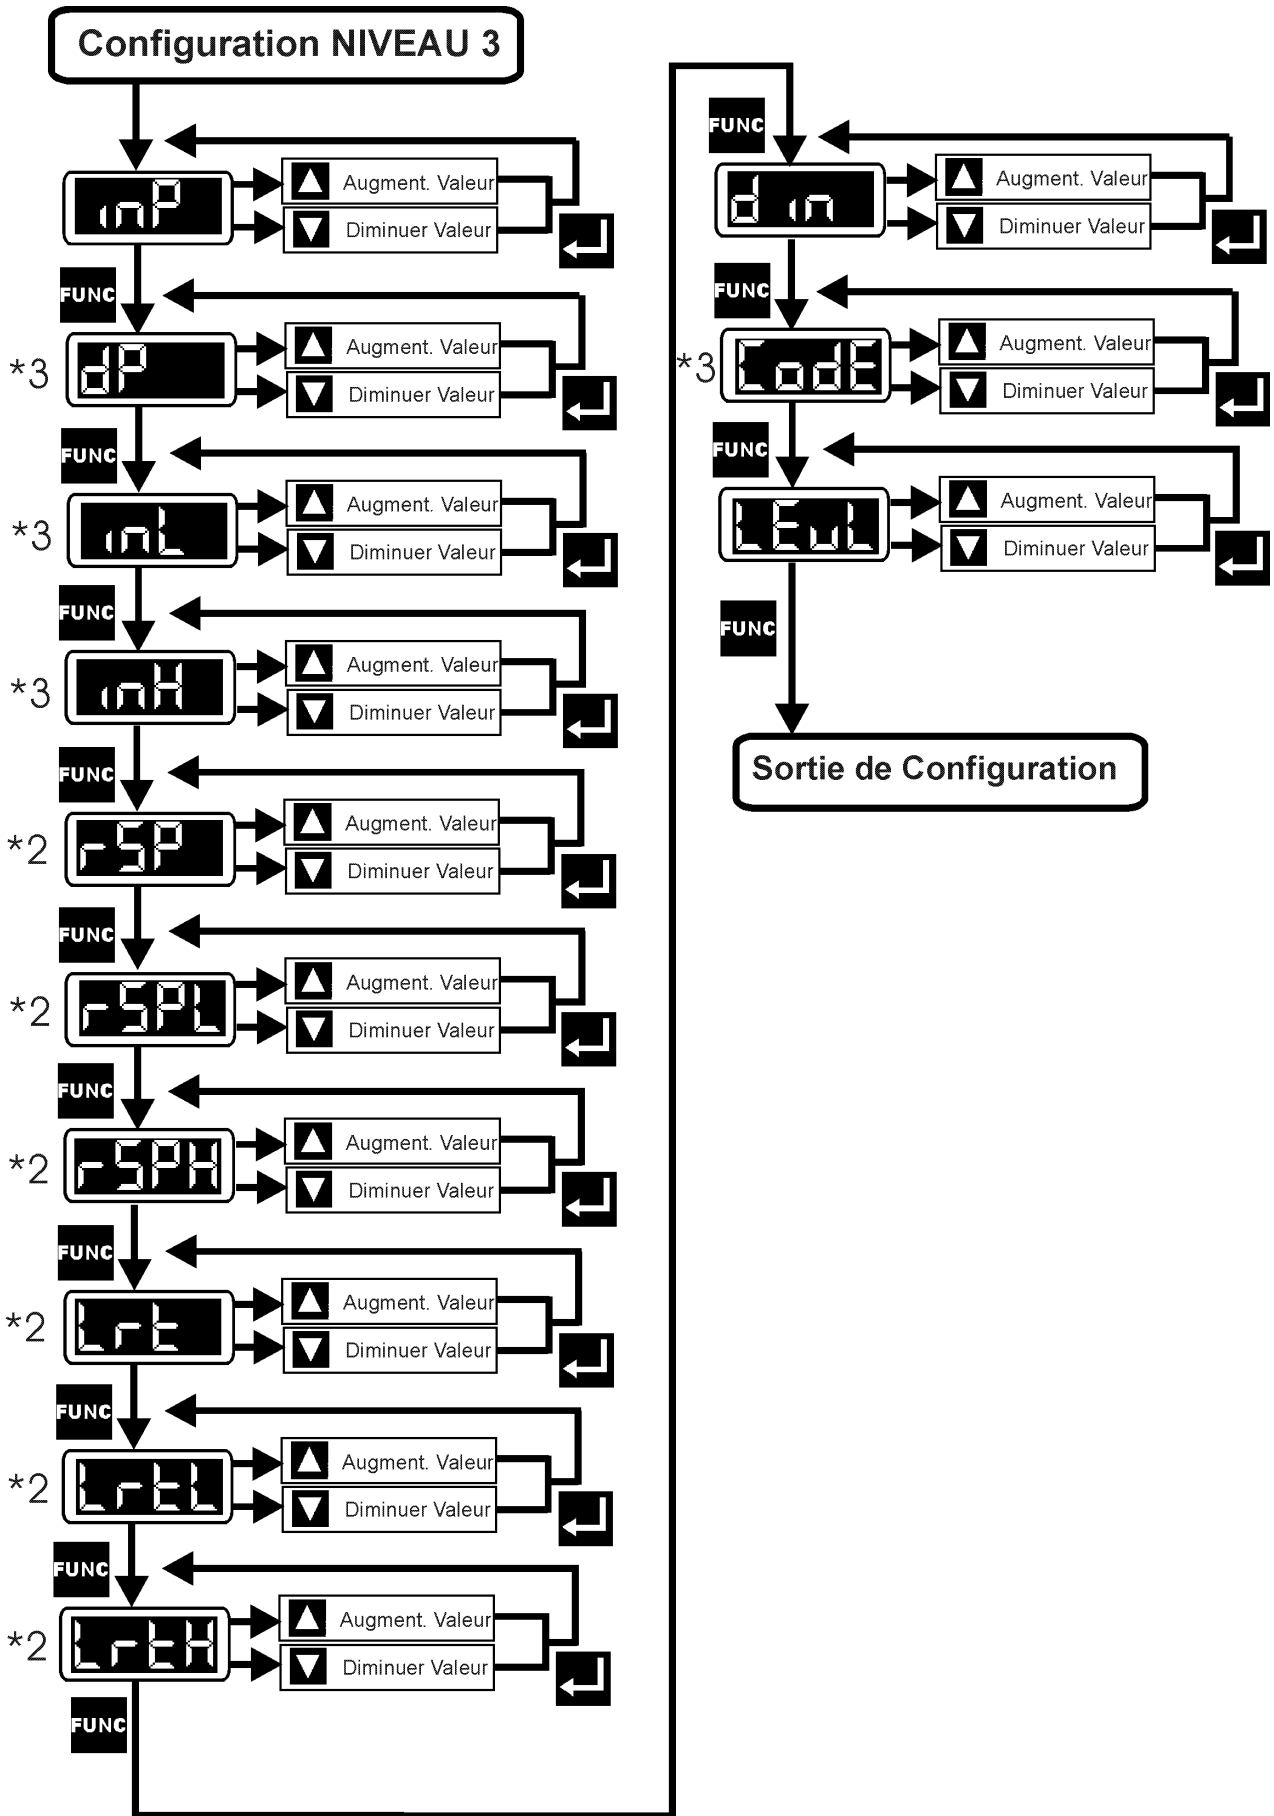 Configuration NIVEAU 3
inP
Augment. Valeur
Diminuer Valeur
FUNC
*3
dP
Augment. Valeur
Diminuer Valeur
FUNC
*3
inL
Augment. Valeur
Diminuer Valeur
FUNC
*3
inH
Augment. Valeur
Diminuer Valeur
FUNC
*2
rSP
Augment. Valeur
Diminuer Valeur
FUNC
*2
rSPL
Augment. Valeur
Diminuer Valeur
FUNC
*2
rSPH
Augment. Valeur
Diminuer Valeur
FUNC
*2
Lrt
Augment. Valeur
Diminuer Valeur
FUNC
*2
LrtL
Augment. Valeur
Diminuer Valeur
FUNC
*2
LrtH
Augment. Valeur
Diminuer Valeur
FUNC
FUNC
d in
Augment. Valeur
Diminuer Valeur
FUNC
*3
CodE
Augment. Valeur
Diminuer Valeur
FUNC
LEvL
Augment. Valeur
Diminuer Valeur
FUNC
Sortie de Configuration